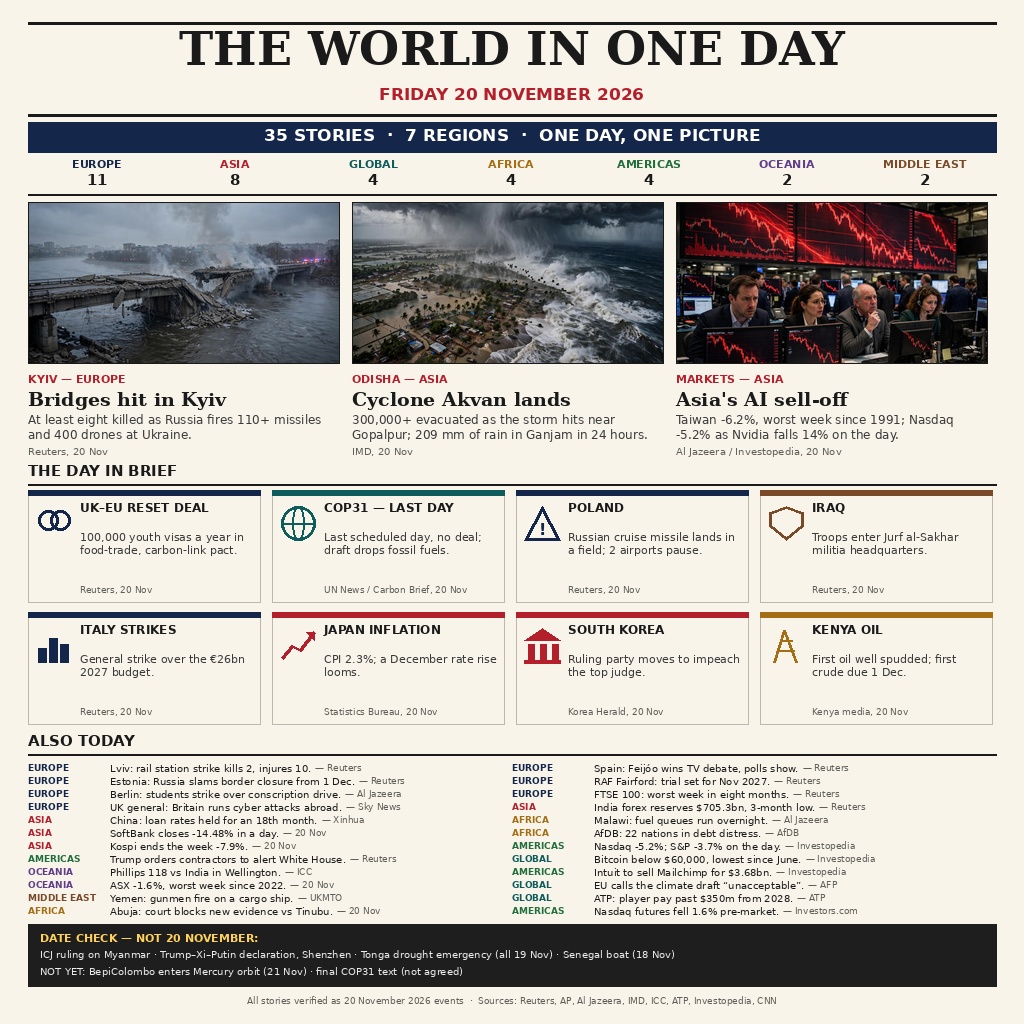 THE WORLD IN ONE DAY
FRIDAY 20 NOVEMBER 2026
35 STORIES · 7 REGIONS · ONE DAY, ONE PICTURE
EUROPE ASIA GLOBAL AFRICA AMERICAS OCEANIA MIDDLE EAST
11 8 4 4 4 2 2
KYIV — EUROPE
Bridges hit in Kyiv
At least eight killed as Russia fires 110+ missiles
and 400 drones at Ukraine.
Reuters, 20 Nov
ODISHA — ASIA
Cyclone Akvan lands
300,000+ evacuated as the storm hits near
Gopalpur; 209 mm of rain in Ganjam in 24 hours.
IMD, 20 Nov
MARKETS — ASIA
Asia's AI sell-off
Taiwan -6.2%, worst week since 1991; Nasdaq
-5.2% as Nvidia falls 14% on the day.
Al Jazeera / Investopedia, 20 Nov
THE DAY IN BRIEF
UK–EU RESET DEAL
100,000 youth visas a year in
food-trade, carbon-link pact.
Reuters, 20 Nov
COP31 — LAST DAY
Last scheduled day, no deal;
draft drops fossil fuels.
UN News / Carbon Brief, 20 Nov
!
POLAND
Russian cruise missile lands in
a field; 2 airports pause.
Reuters, 20 Nov
IRAQ
Troops enter Jurf al-Sakhar
militia headquarters.
Reuters, 20 Nov
ITALY STRIKES
General strike over the €26bn
2027 budget.
Reuters, 20 Nov
JAPAN INFLATION
CPI 2.3%; a December rate rise
looms.
Statistics Bureau, 20 Nov
SOUTH KOREA
Ruling party moves to impeach
the top judge.
Korea Herald, 20 Nov
KENYA OIL
First oil well spudded; first
crude due 1 Dec.
Kenya media, 20 Nov
ALSO TODAY
EUROPE Lviv: rail station strike kills 2, injures 10. — Reuters
EUROPE Estonia: Russia slams border closure from 1 Dec. — Reuters
EUROPE Berlin: students strike over conscription drive. — Al Jazeera
EUROPE UK general: Britain runs cyber attacks abroad. — Sky News
ASIA China: loan rates held for an 18th month. — Xinhua
ASIA SoftBank closes -14.48% in a day. — 20 Nov
ASIA Kospi ends the week -7.9%. — 20 Nov
AMERICAS Trump orders contractors to alert White House. — Reuters
OCEANIA Phillips 118 vs India in Wellington. — ICC
OCEANIA ASX -1.6%, worst week since 2022. — 20 Nov
MIDDLE EAST Yemen: gunmen fire on a cargo ship. — UKMTO
AFRICA Abuja: court blocks new evidence vs Tinubu. — 20 Nov
EUROPE Spain: Feijóo wins TV debate, polls show. — Reuters
EUROPE RAF Fairford: trial set for Nov 2027. — Reuters
EUROPE FTSE 100: worst week in eight months. — Reuters
ASIA India forex reserves $705.3bn, 3-month low. — Reuters
AFRICA Malawi: fuel queues run overnight. — Al Jazeera
AFRICA AfDB: 22 nations in debt distress. — AfDB
AMERICAS Nasdaq -5.2%; S&P -3.7% on the day. — Investopedia
GLOBAL Bitcoin below $60,000, lowest since June. — Investopedia
AMERICAS Intuit to sell Mailchimp for $3.68bn. — Investopedia
GLOBAL EU calls the climate draft “unacceptable”. — AFP
GLOBAL ATP: player pay past $350m from 2028. — ATP
AMERICAS Nasdaq futures fell 1.6% pre-market. — Investors.com
DATE CHECK — NOT 20 NOVEMBER:
ICJ ruling on Myanmar · Trump–Xi–Putin declaration, Shenzhen · Tonga drought emergency (all 19 Nov) · Senegal boat (18 Nov)
NOT YET: BepiColombo enters Mercury orbit (21 Nov) · final COP31 text (not agreed)
All stories verified as 20 November 2026 events · Sources: Reuters, AP, Al Jazeera, IMD, ICC, ATP, Investopedia, CNN